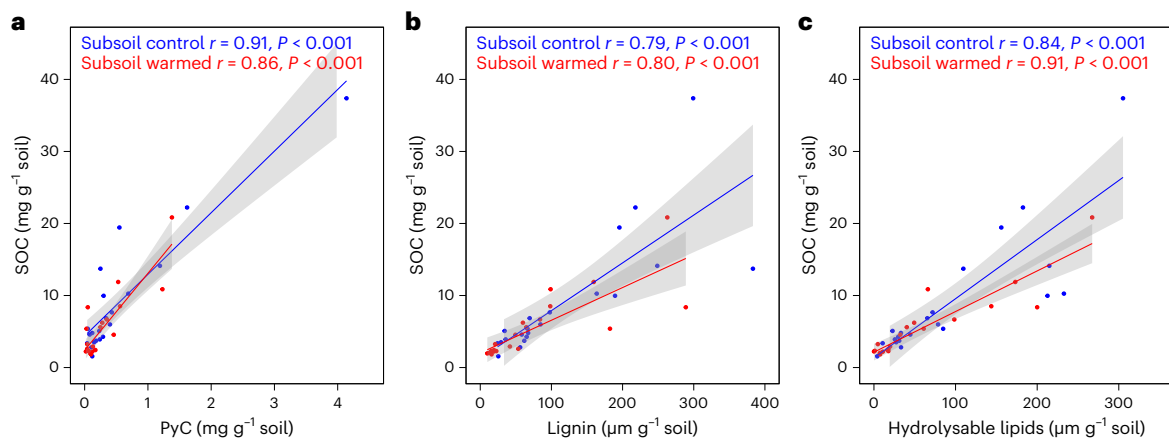 a
Subsoil control r = 0.91, P < 0.001
Subsoil warmed r = 0.86, P < 0.001
SOC (mg g⁻¹ soil)
40
30
20
10
0
0 1 2 3 4
PyC (mg g⁻¹ soil)
b
Subsoil control r = 0.79, P < 0.001
Subsoil warmed r = 0.80, P < 0.001
SOC (mg g⁻¹ soil)
40
30
20
10
0
0 100 200 300 400
Lignin (μm g⁻¹ soil)
c
Subsoil control r = 0.84, P < 0.001
Subsoil warmed r = 0.91, P < 0.001
SOC (mg g⁻¹ soil)
40
30
20
10
0
0 100 200 300
Hydrolysable lipids (μm g⁻¹ soil)